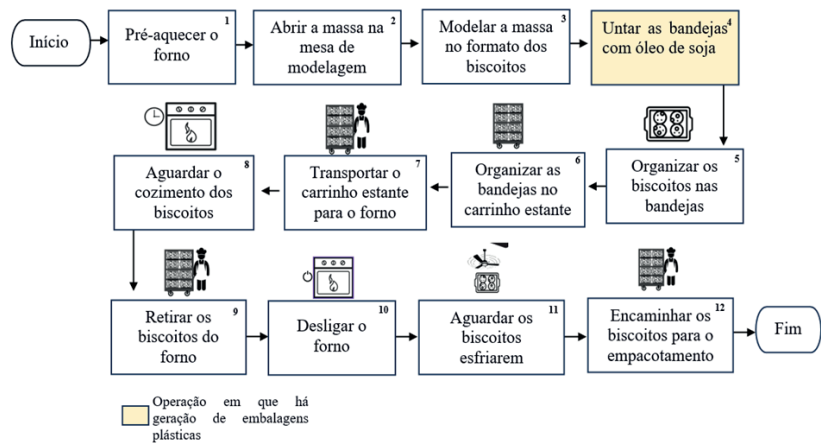 Início
1
Pré-aquecer o
forno
2
Abrir a massa na
mesa de
modelagem
3
Modelar a massa
no formato dos
biscoitos
4
Untar as bandejas
com óleo de soja
5
Organizar os
biscoitos nas
bandejas
6
Organizar as
bandejas no
carrinho estante
7
Transportar o
carrinho estante
para o forno
8
Aguardar o
cozimento dos
biscoitos
9
Retirar os
biscoitos do
forno
10
Desligar o
forno
11
Aguardar os
biscoitos
esfriarem
12
Encaminhar os
biscoitos para o
empacotamento
Fim
Operação em que há
geração de embalagens
plásticas